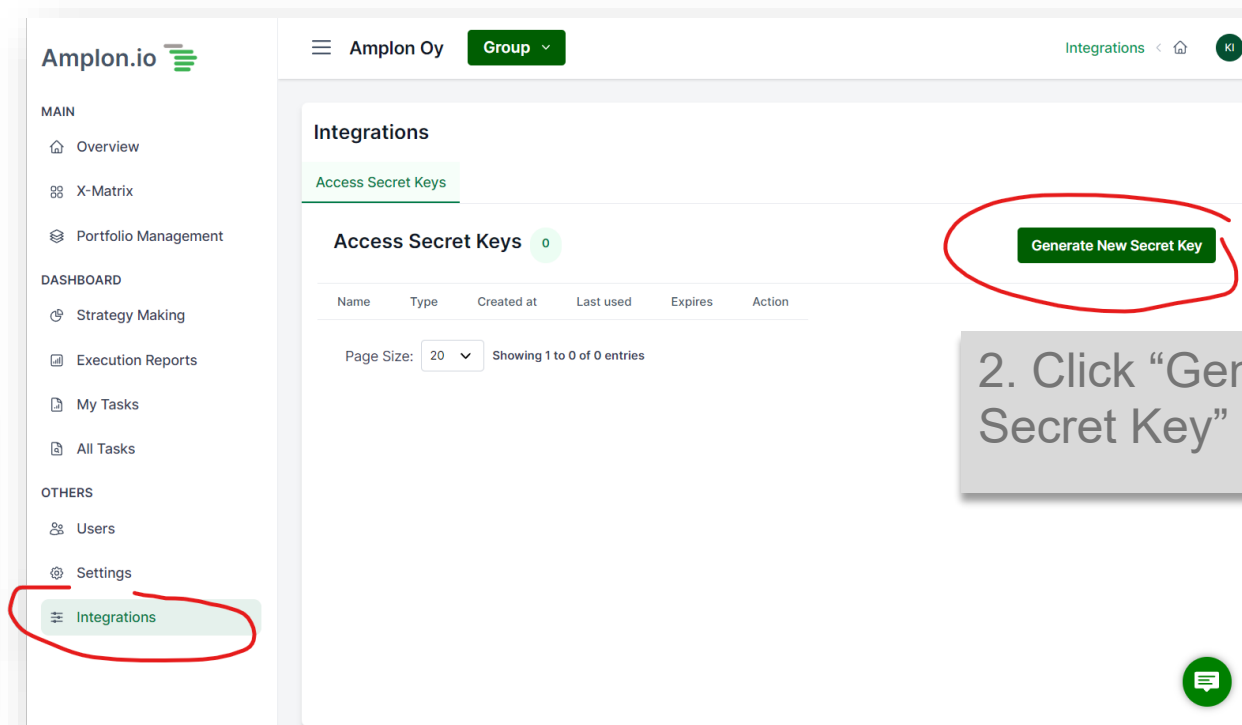 Amplon.io
Amplon Oy
Group
Integrations
KI
MAIN
Overview
X-Matrix
Portfolio Management
DASHBOARD
Strategy Making
Execution Reports
My Tasks
All Tasks
OTHERS
Users
Settings
Integrations
Integrations
Access Secret Keys
Access Secret Keys 0
Generate New Secret Key
Name Type Created at Last used Expires Action
Page Size: 20 Showing 1 to 0 of 0 entries
2. Click “Ger
Secret Key”